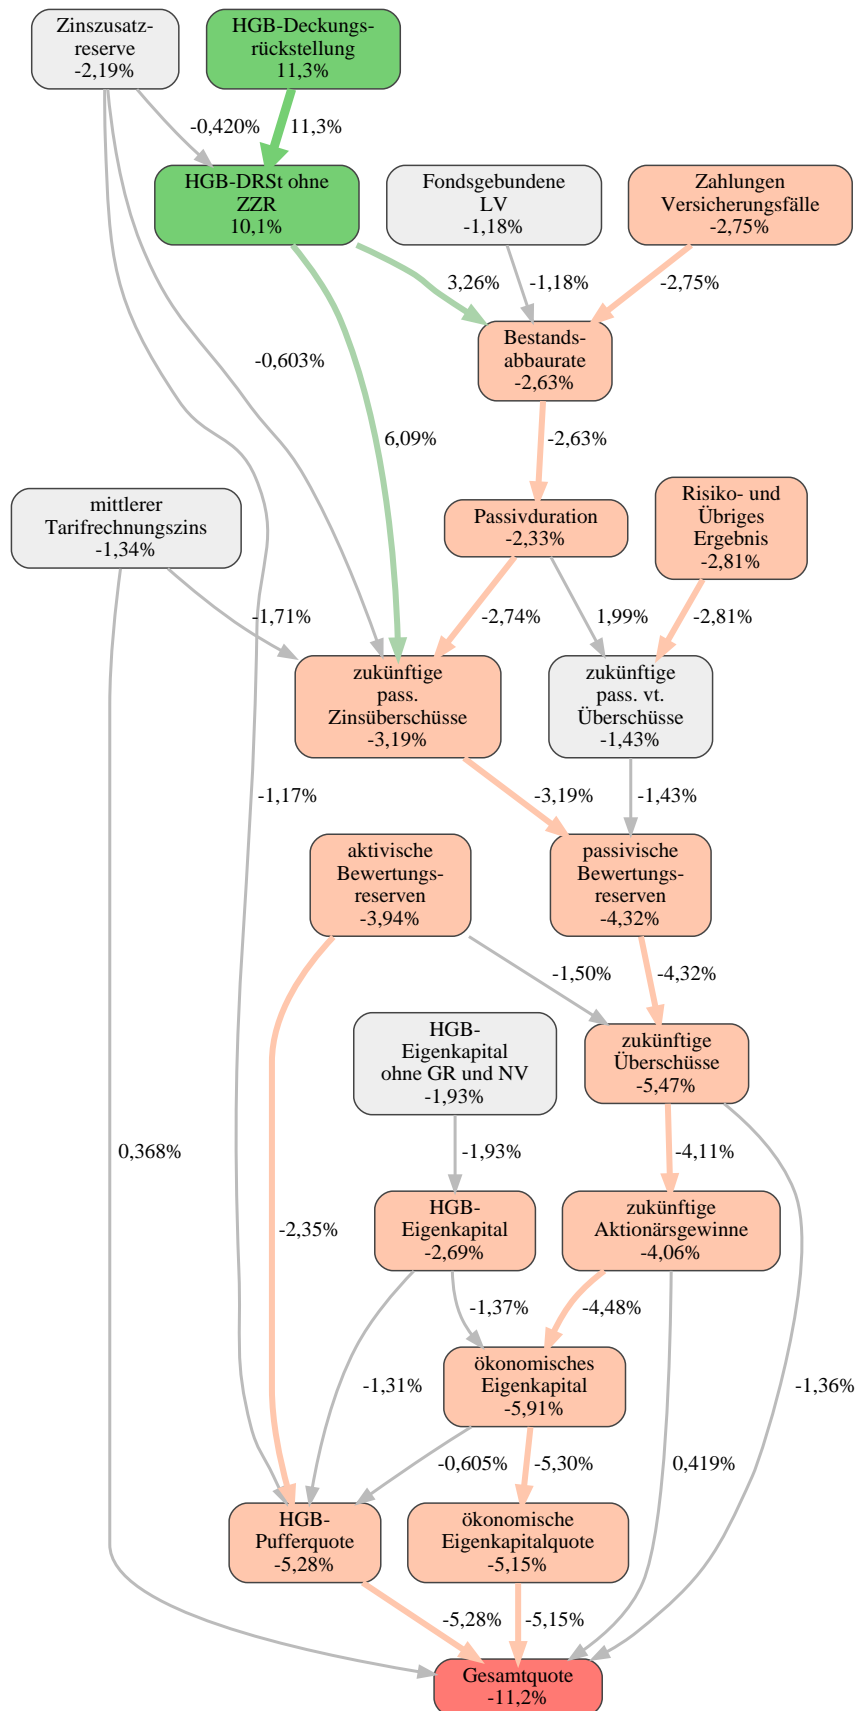 Zinszusatz-
reserve
-2,19%
HGB-Deckungs-
rückstellung
11,3%
-0,420%
11,3%
HGB-DRSt ohne
ZZR
10,1%
Fondsgebundene
LV
-1,18%
Zahlungen
Versicherungsfälle
-2,75%
3,26%
-1,18%
-2,75%
Bestands-
abbaurate
-2,63%
-0,603%
6,09%
-2,63%
mittlerer
Tarifrechnungszins
-1,34%
Passivduration
-2,33%
Risiko- und
Übriges
Ergebnis
-2,81%
-1,71%
-2,74%
1,99%
-2,81%
zukünftige
pass.
Zinsüberschüsse
-3,19%
zukünftige
pass. vt.
Überschüsse
-1,43%
-1,17%
-3,19%
-1,43%
aktivische
Bewertungs-
reserven
-3,94%
passivische
Bewertungs-
reserven
-4,32%
-1,50%
-4,32%
HGB-
Eigenkapital
ohne GR und NV
-1,93%
zukünftige
Überschüsse
-5,47%
0,368%
-1,93%
-4,11%
-2,35%
HGB-
Eigenkapital
-2,69%
zukünftige
Aktionärsgewinne
-4,06%
-1,37%
-4,48%
-1,31%
ökonomisches
Eigenkapital
-5,91%
-1,36%
-0,605%
-5,30%
0,419%
HGB-
Pufferquote
-5,28%
ökonomische
Eigenkapitalquote
-5,15%
-5,28%
-5,15%
Gesamtquote
-11,2%